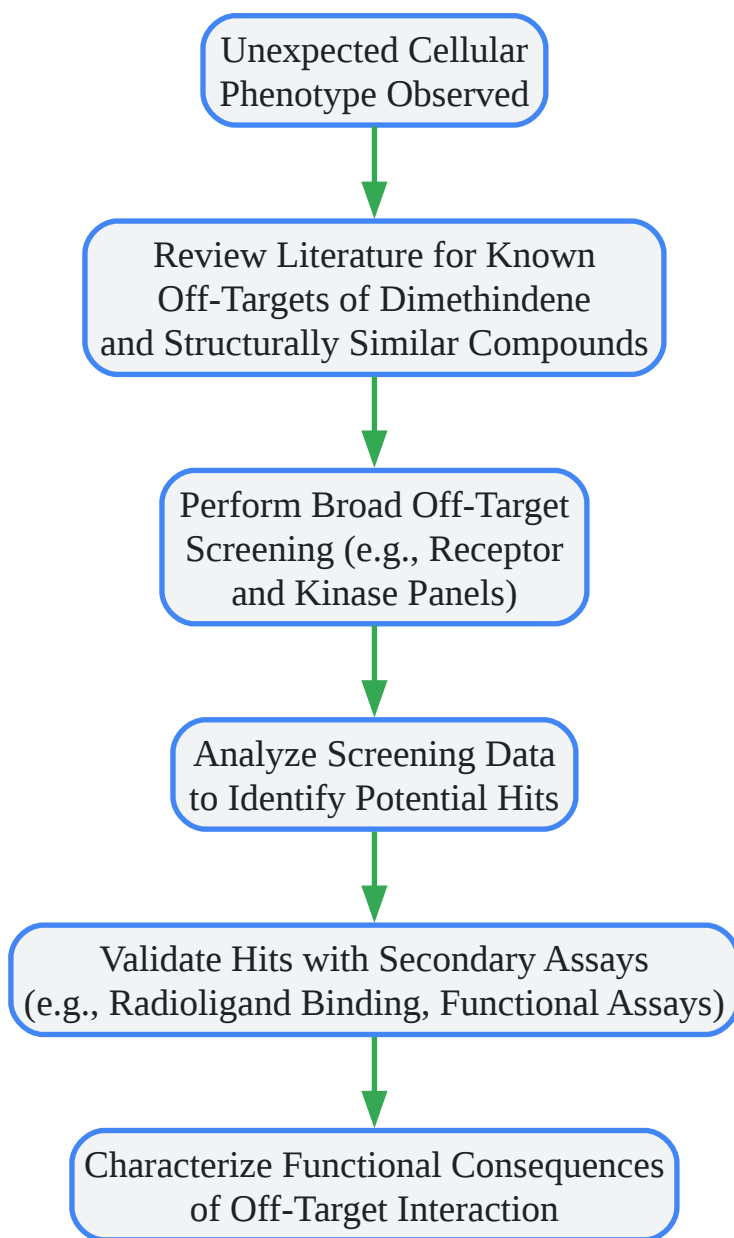 Unexpected Cellular
Phenotype Observed
Review Literature for Known
Off-Targets of Dimethindene
and Structurally Similar Compounds
Perform Broad Off-Target
Screening (e.g., Receptor
and Kinase Panels)
Analyze Screening Data
to Identify Potential Hits
Validate Hits with Secondary Assays
(e.g., Radioligand Binding, Functional Assays)
Characterize Functional Consequences
of Off-Target Interaction